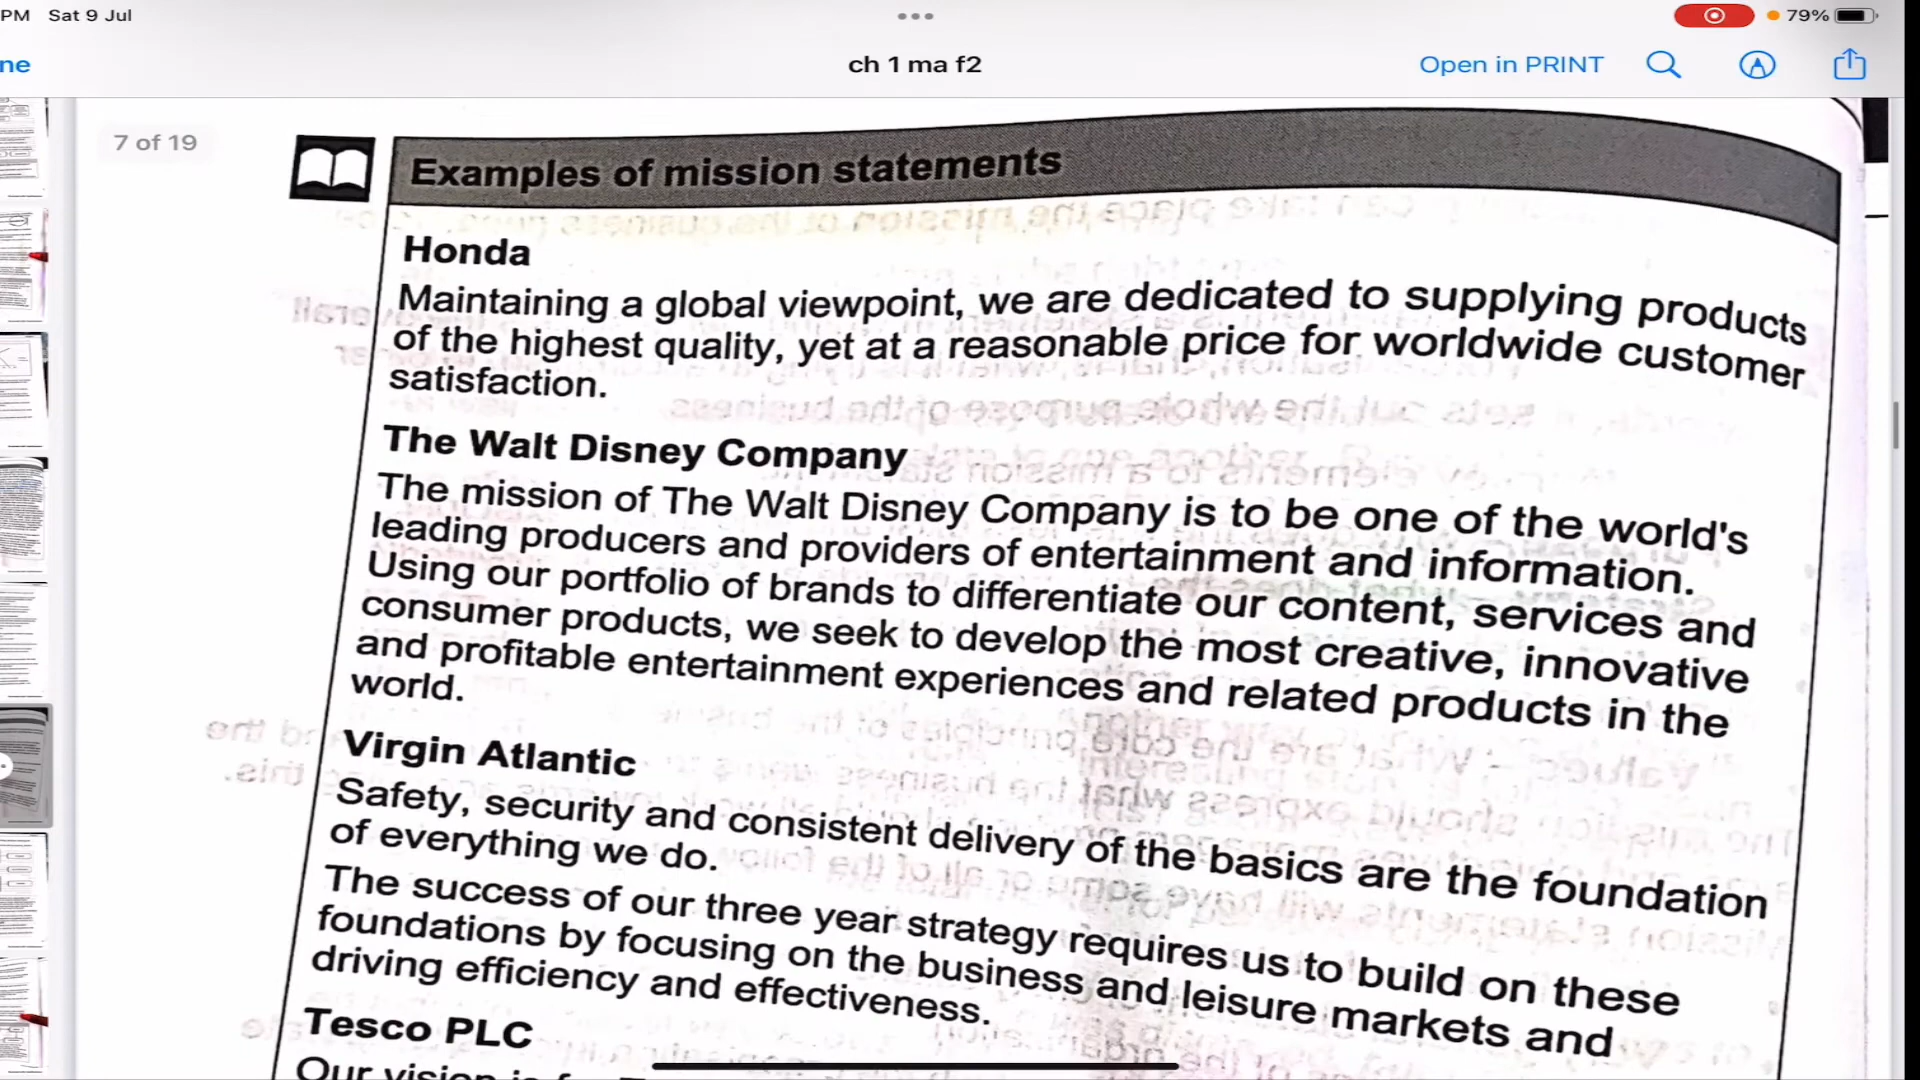 PM Sat 9 Jul
79%
ne
ch 1 ma f2
Open in PRINT
7 of 19
Examples of mission statements
Honda
Maintaining a global viewpoint, we are dedicated to supplying products
of the highest quality, yet at a reasonable price for worldwide customer
satisfaction.
The Walt Disney Company
The mission of The Walt Disney Company is to be one of the world's
leading producers and providers of entertainment and information.
Using our portfolio of brands to differentiate our content, services and
consumer products, we seek to develop the most creative, innovative
and profitable entertainment experiences and related products in the
world.
Virgin Atlantic
Safety, security and consistent delivery of the basics are the foundation
of everything we do.
The success of our three year strategy requires us to build on these
foundations by focusing on the business and leisure markets and
driving efficiency and effectiveness.
Tesco PLC
Our vision is